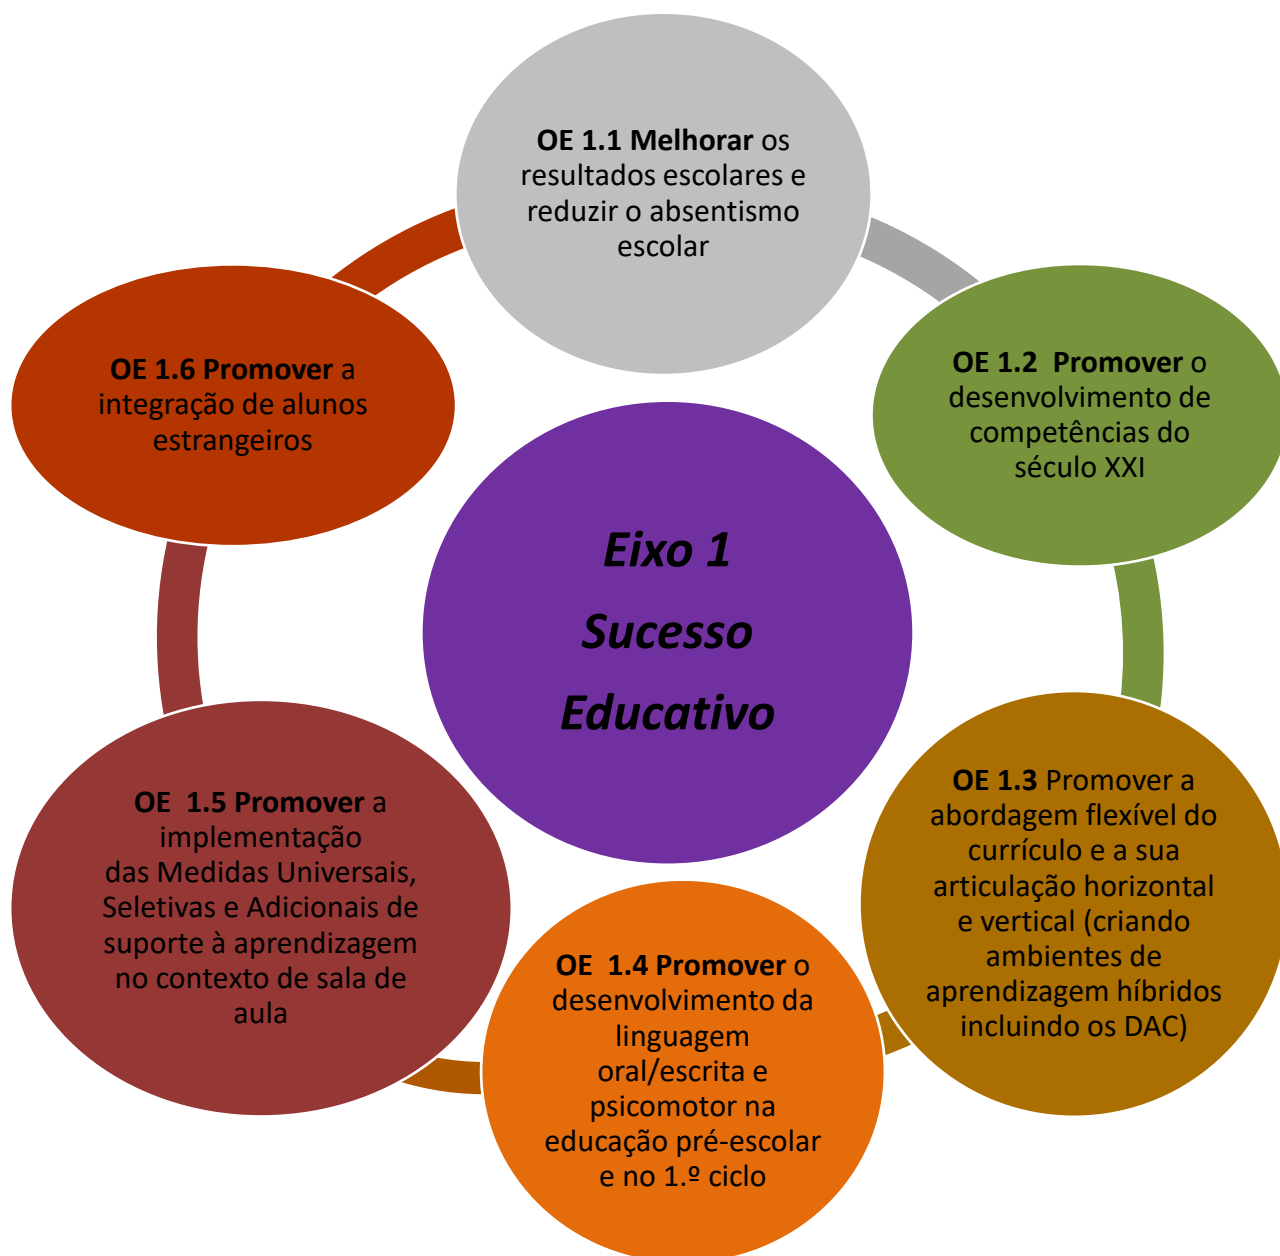 OE 1.1 Melhorar os
resultados escolares e
reduzir o absentismo
escolar
OE 1.2  Promover o
desenvolvimento de
competências do
século XXI
OE 1.3 Promover a
abordagem flexível do
currículo e a sua
articulação horizontal
e vertical (criando
ambientes de
aprendizagem híbridos
incluindo os DAC)
OE  1.4 Promover o
desenvolvimento da
linguagem
oral/escrita e
psicomotor na
educação pré-escolar
e no 1.º ciclo
OE  1.5 Promover a
implementação
das Medidas Universais,
Seletivas e Adicionais de
suporte à aprendizagem
no contexto de sala de
aula
OE 1.6 Promover a
integração de alunos
estrangeiros
Eixo 1
Sucesso
Educativo